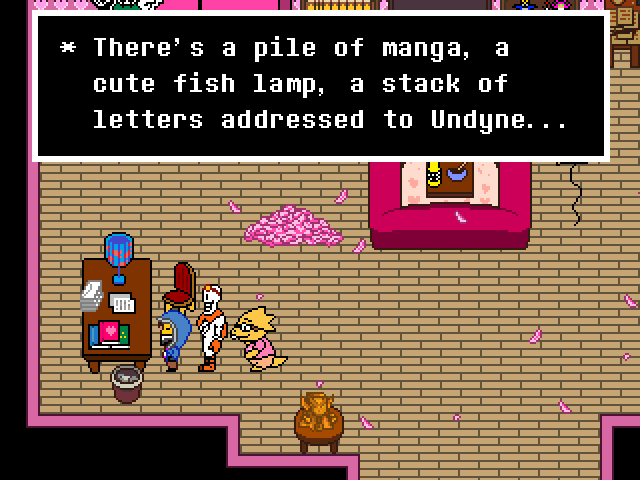 * There's a pile of manga, a
cute fish lamp, a stack of
letters addressed to Undyne...